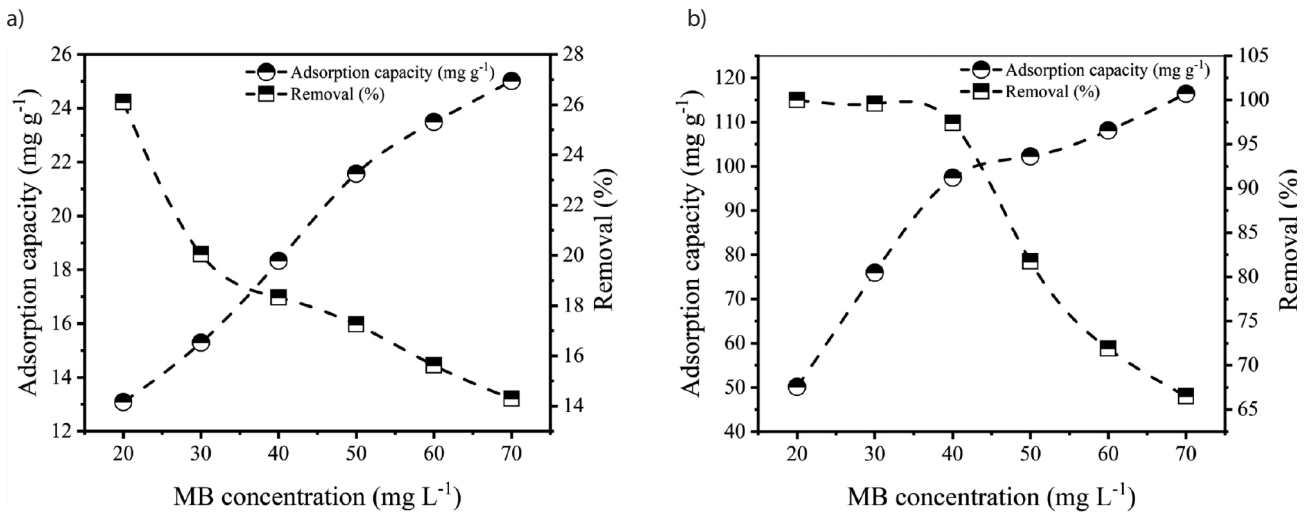 a)
Adsorption capacity (mg g⁻¹)
26
24
22
20
18
16
14
12
Adsorption capacity (mg g⁻¹)
Removal (%)
28
26
24
22
20
18
16
14
Removal (%)
20 30 40 50 60 70
MB concentration (mg L⁻¹)
b)
Adsorption capacity (mg g⁻¹)
120
110
100
90
80
70
60
50
40
Adsorption capacity (mg g⁻¹)
Removal (%)
105
100
95
90
85
80
75
70
65
Removal (%)
20 30 40 50 60 70
MB concentration (mg L⁻¹)